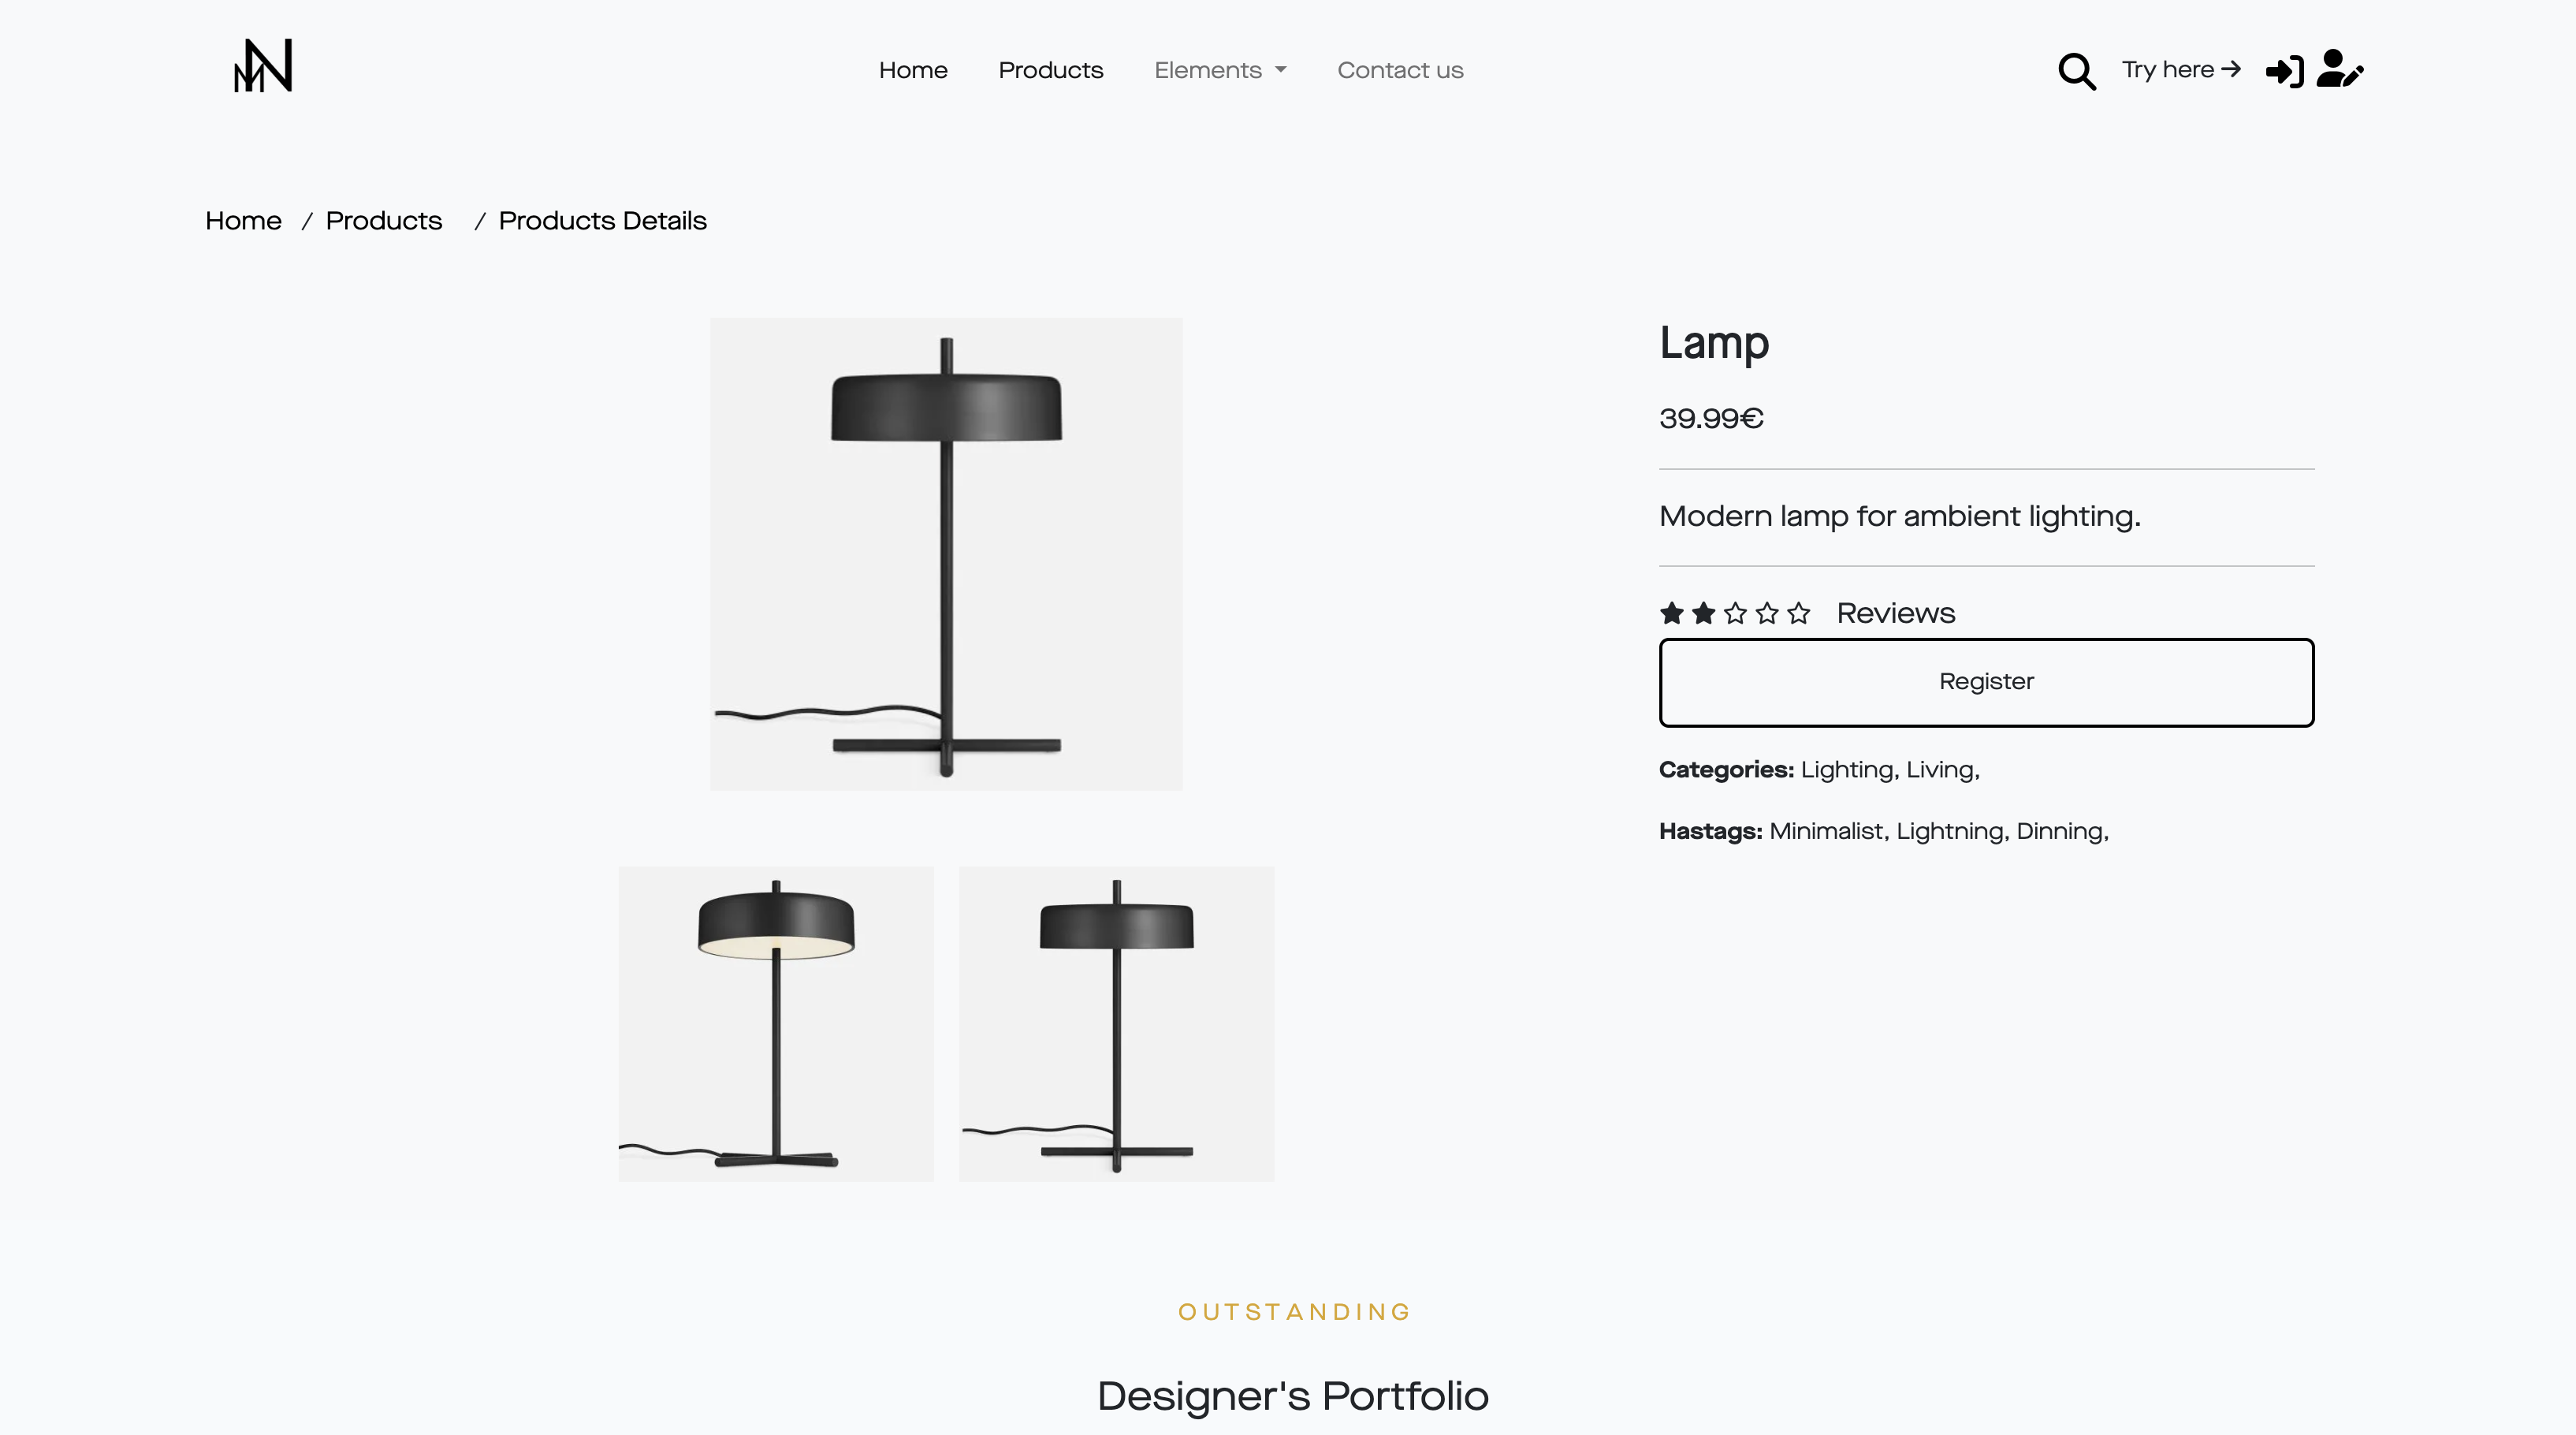 Home Products Elements Contact us Try here →
Home / Products / Products Details
Lamp
39.99€
Modern lamp for ambient lighting.
Reviews
Register
Categories: Lighting, Living,
Hastags: Minimalist, Lightning, Dinning,
OUTSTANDING
Designer's Portfolio